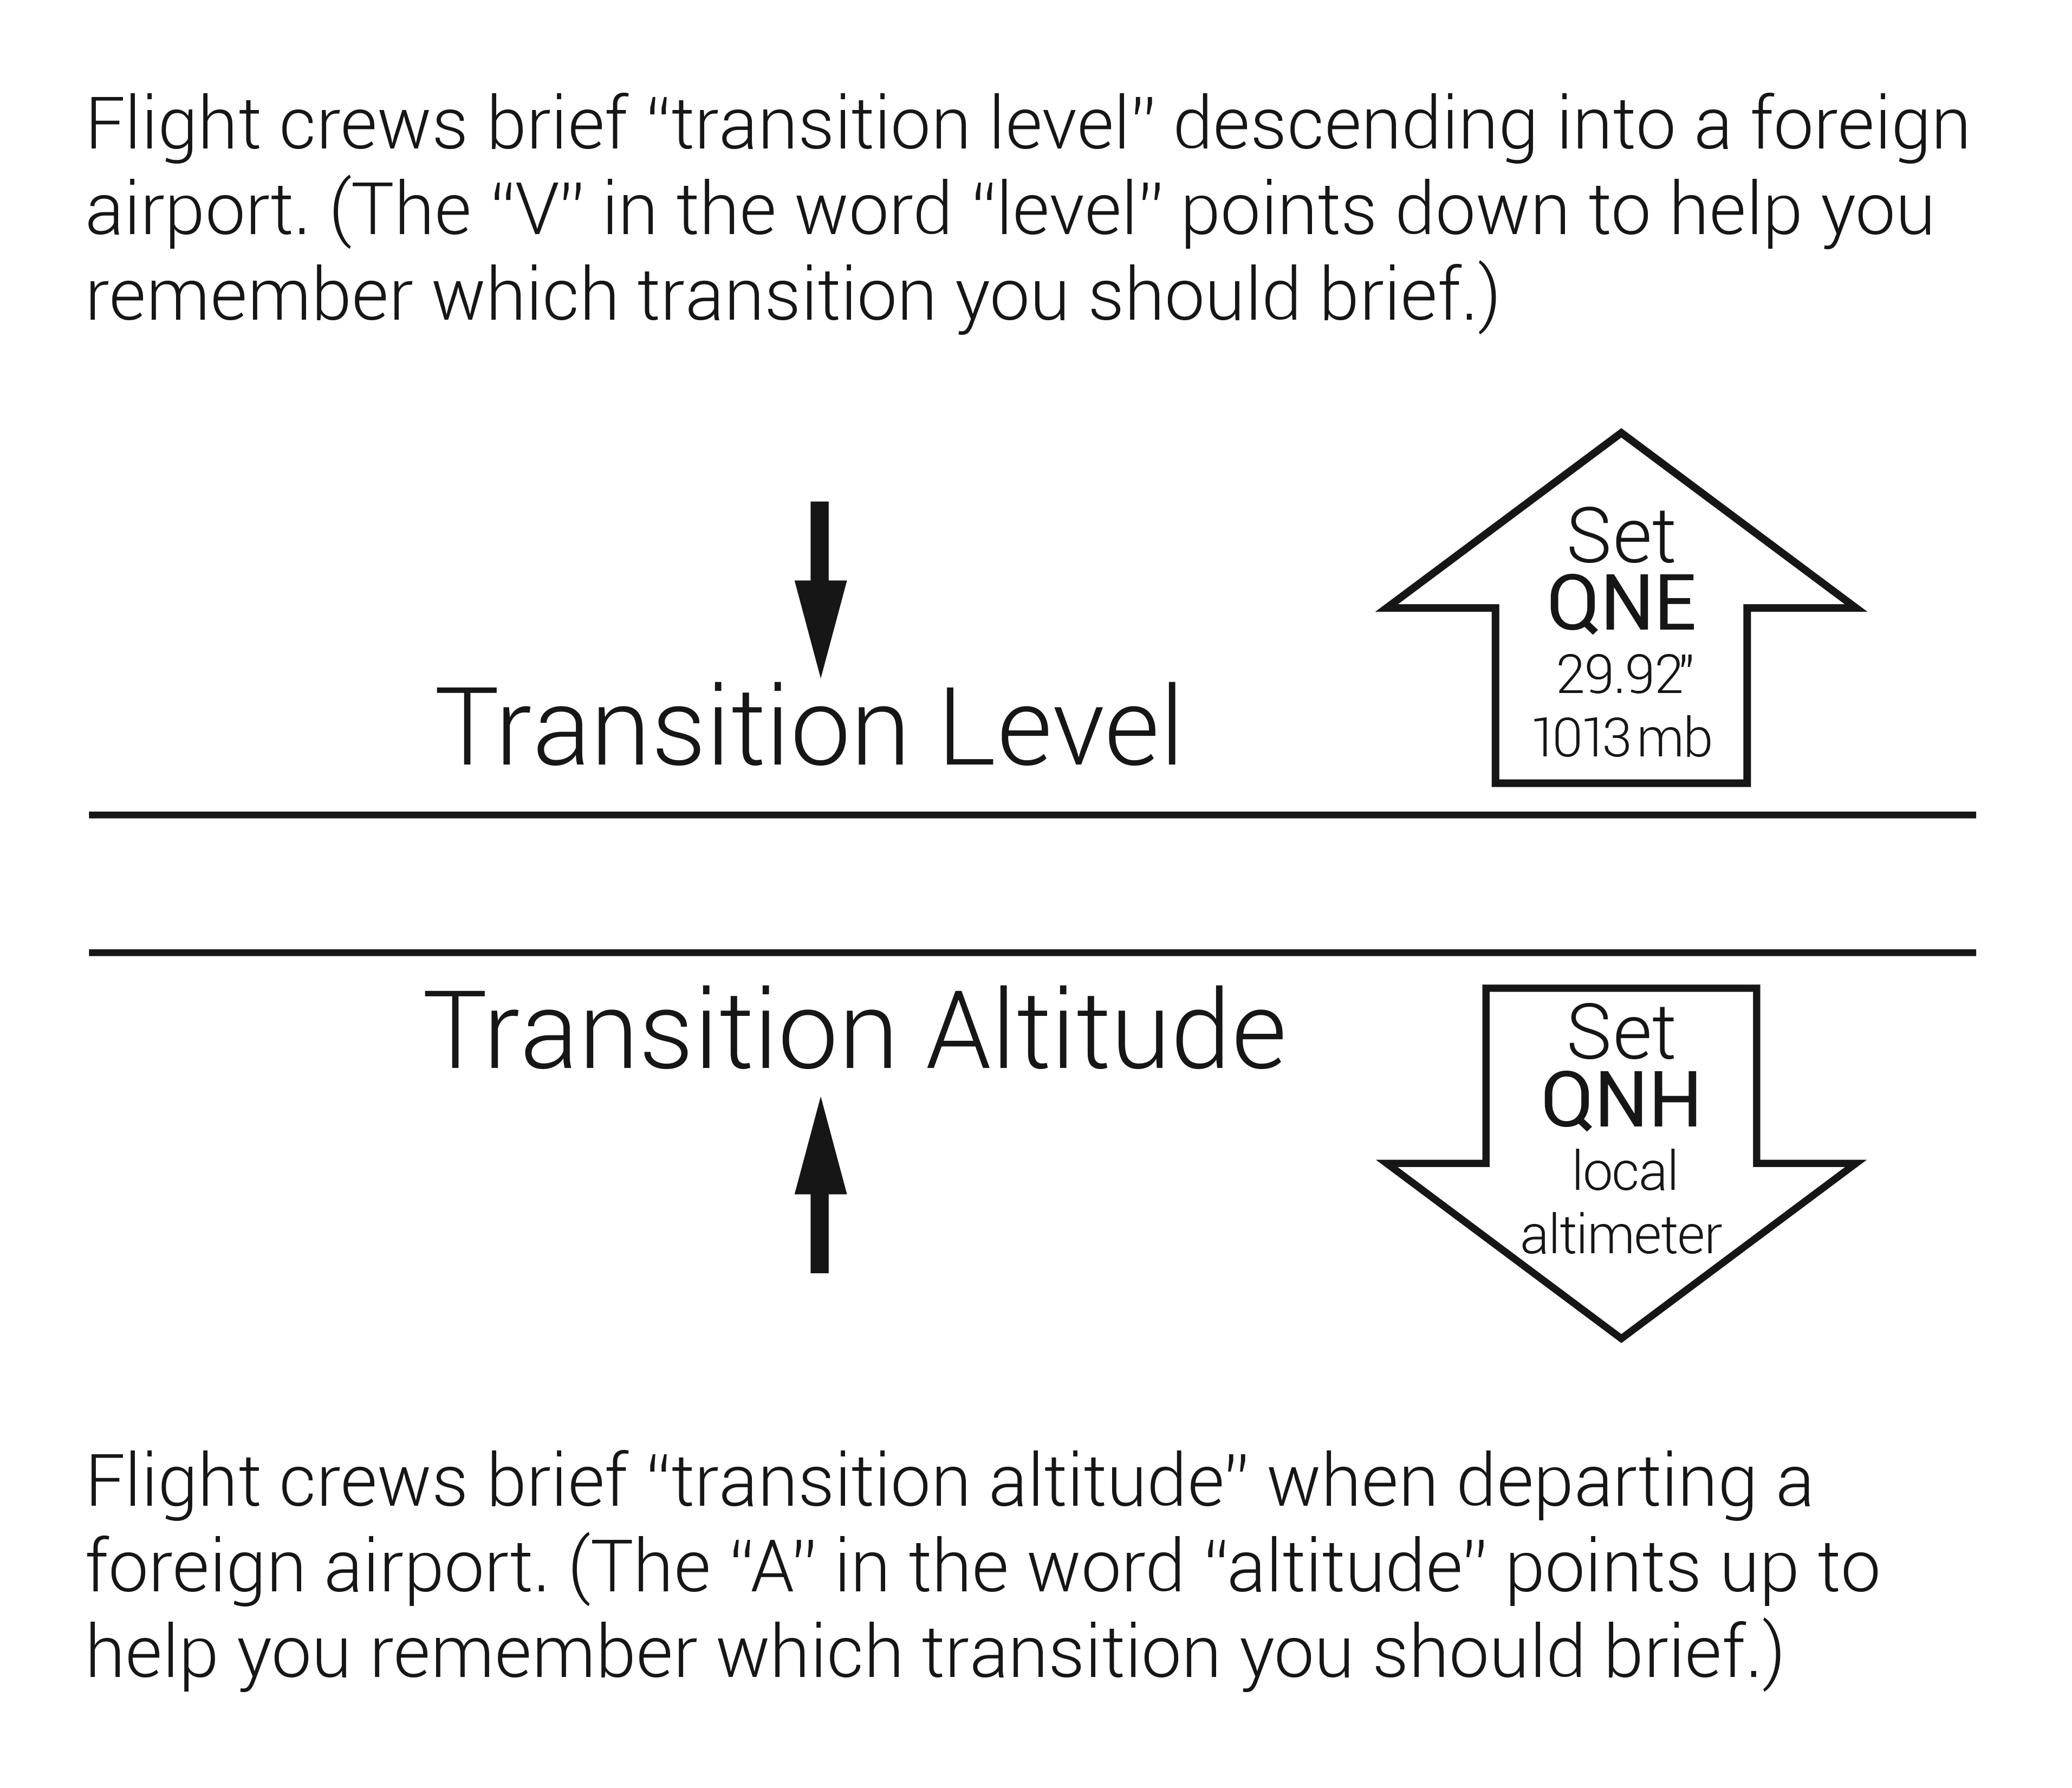 Flight crews brief “transition level” descending into a foreign
airport. (The “V” in the word “level” points down to help you
remember which transition you should brief.)
Set
QNE
29.92”
1013 mb
Transition Level
Transition Altitude
Set
QNH
local
altimeter
Flight crews brief “transition altitude” when departing a
foreign airport. (The “A” in the word “altitude” points up to
help you remember which transition you should brief.)